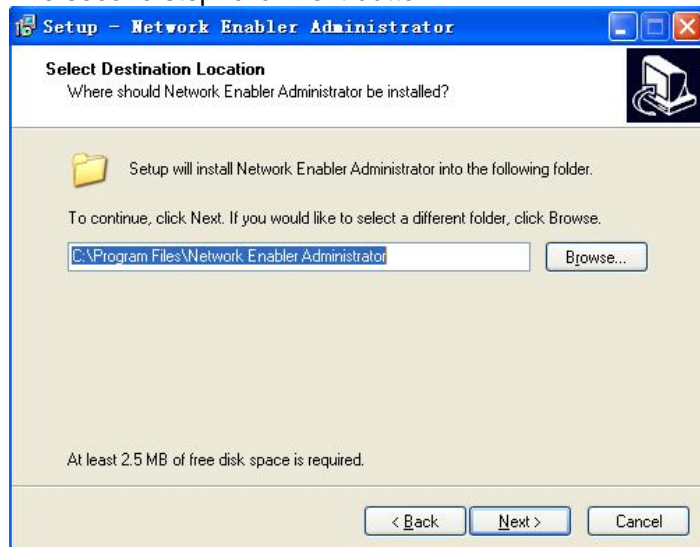 Setup - Network Enabler Administrator
Select Destination Location
Where should Network Enabler Administrator be installed?
Setup will install Network Enabler Administrator into the following folder.
To continue, click Next. If you would like to select a different folder, click Browse.
C:\Program Files\Network Enabler Administrator
Browse...
At least 2.5 MB of free disk space is required.
< Back
Next >
Cancel